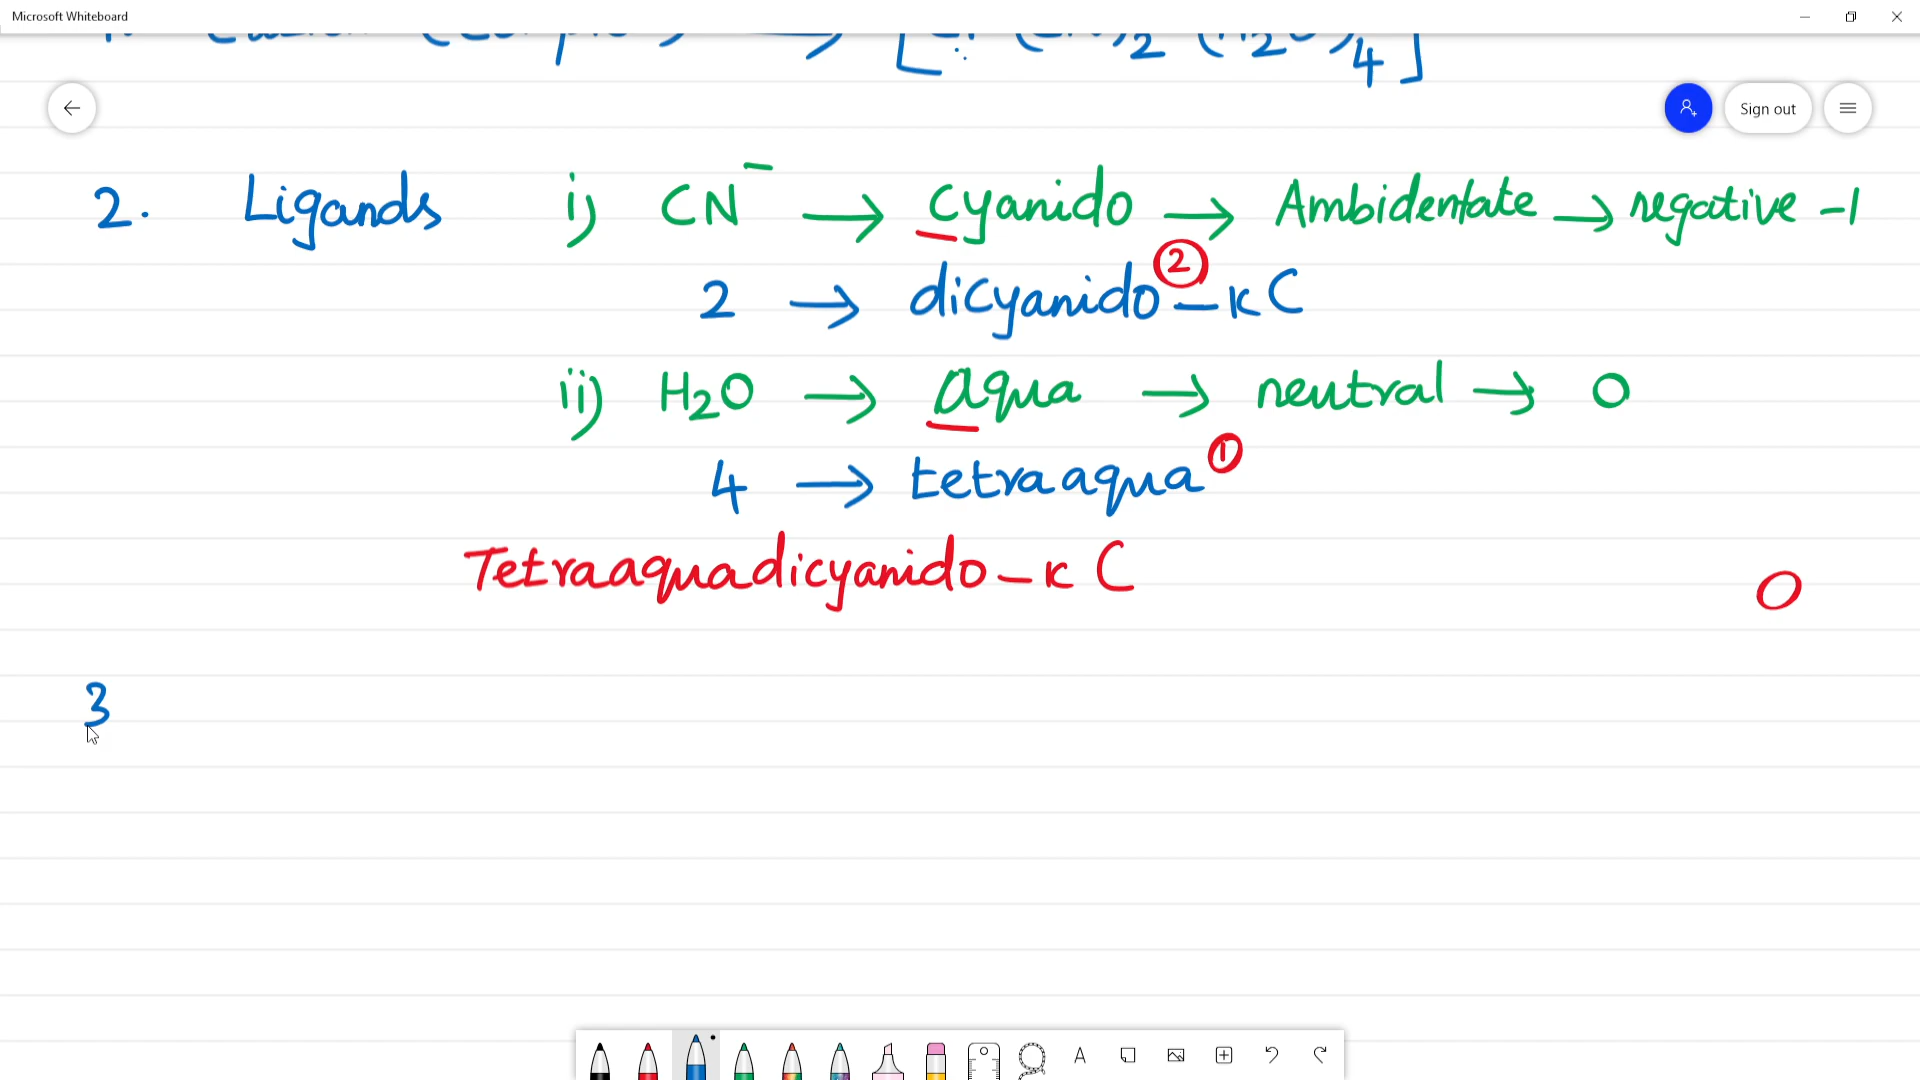 Microsoft Whiteboard
Sign out
2. Ligands i) CN⁻ → Cyanido → Ambidentate → negative -1
2 → dicyanido-κC ②
ii) H₂O → aqua → neutral → 0
4 → tetraaqua ①
Tetraaquadicyanido-κC
0
3
A